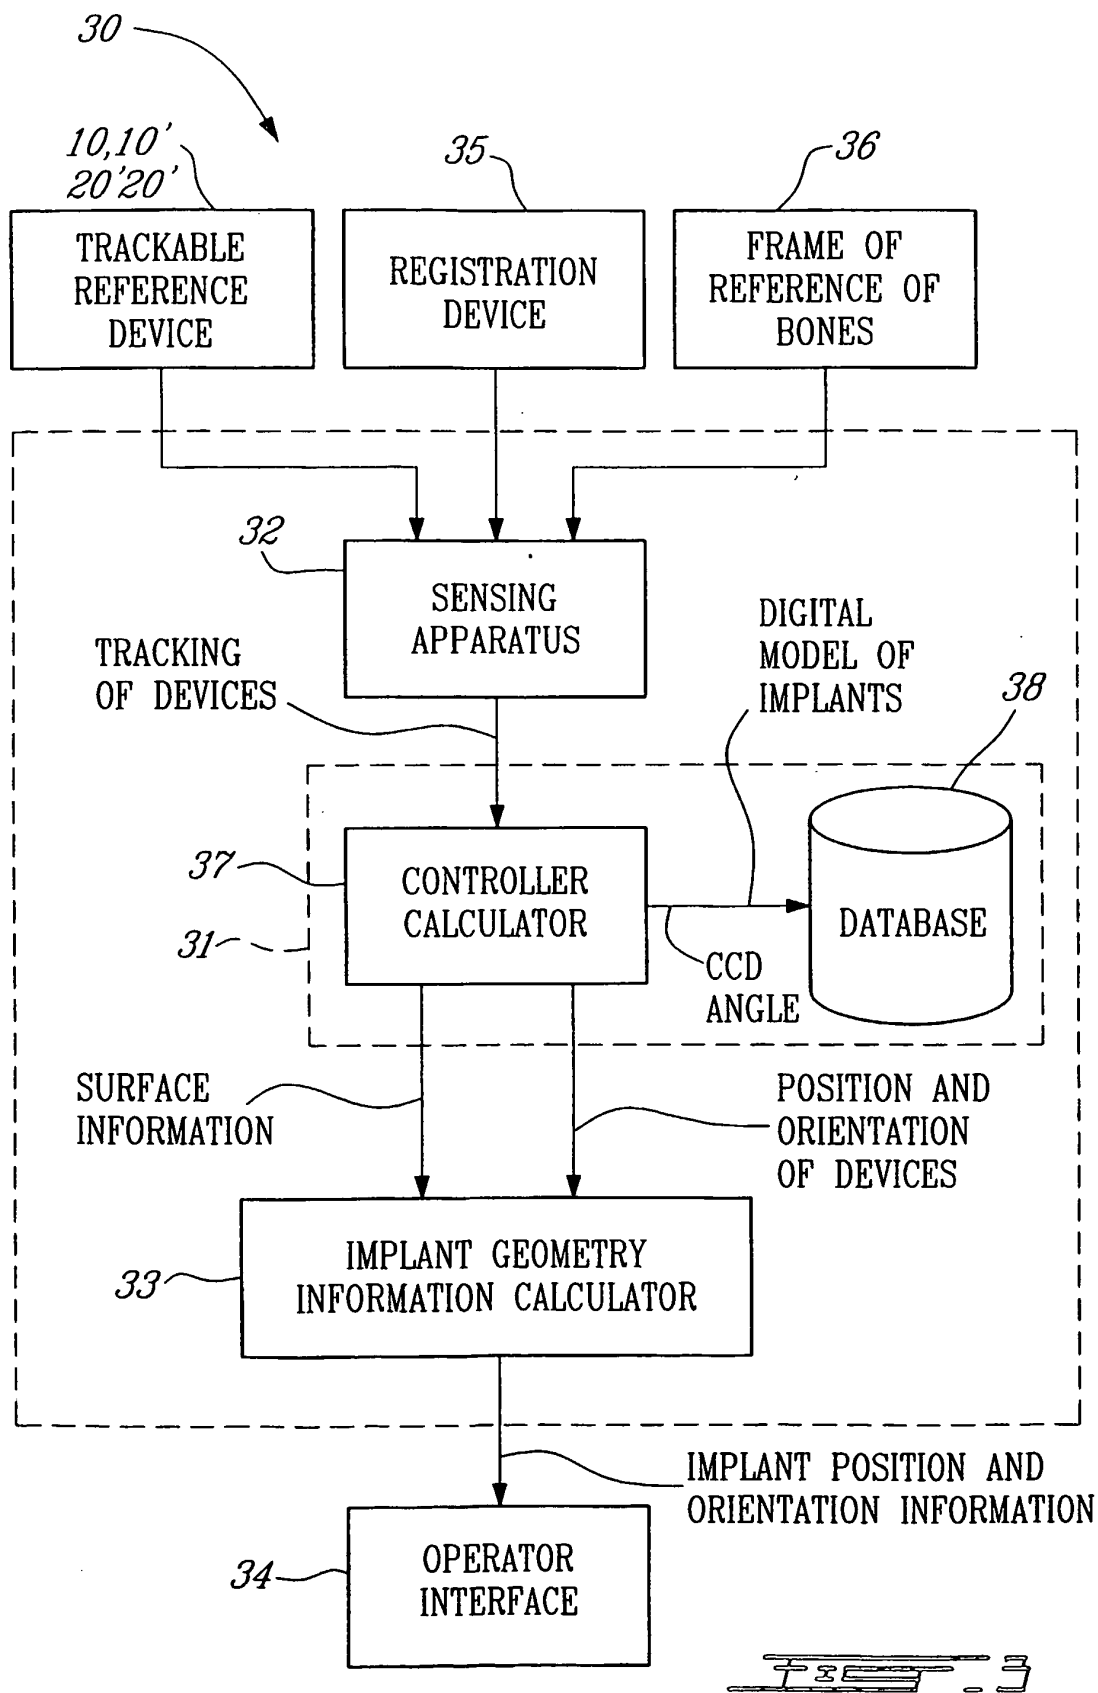 30
10,10'
20'20'
35
36
TRACKABLE
REFERENCE
DEVICE
REGISTRATION
DEVICE
FRAME OF
REFERENCE OF
BONES
32
SENSING
APPARATUS
TRACKING
OF DEVICES
DIGITAL
MODEL OF
IMPLANTS
38
37
CONTROLLER
CALCULATOR
DATABASE
31
CCD
ANGLE
SURFACE
INFORMATION
POSITION AND
ORIENTATION
OF DEVICES
33
IMPLANT GEOMETRY
INFORMATION CALCULATOR
IMPLANT POSITION AND
ORIENTATION INFORMATION
34
OPERATOR
INTERFACE
FIG. 3